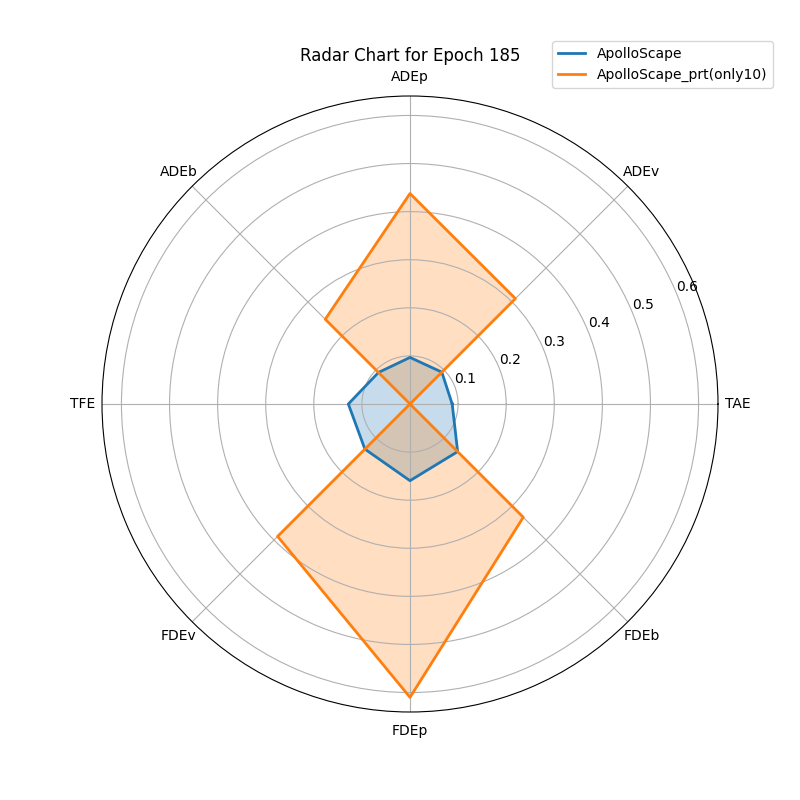 Radar Chart for Epoch 185
ApolloScape
ApolloScape_prt(only10)
ADEp
ADEb
ADEv
TFE
TAE
0.1
0.2
0.3
0.4
0.5
0.6
FDEv
FDEb
FDEp